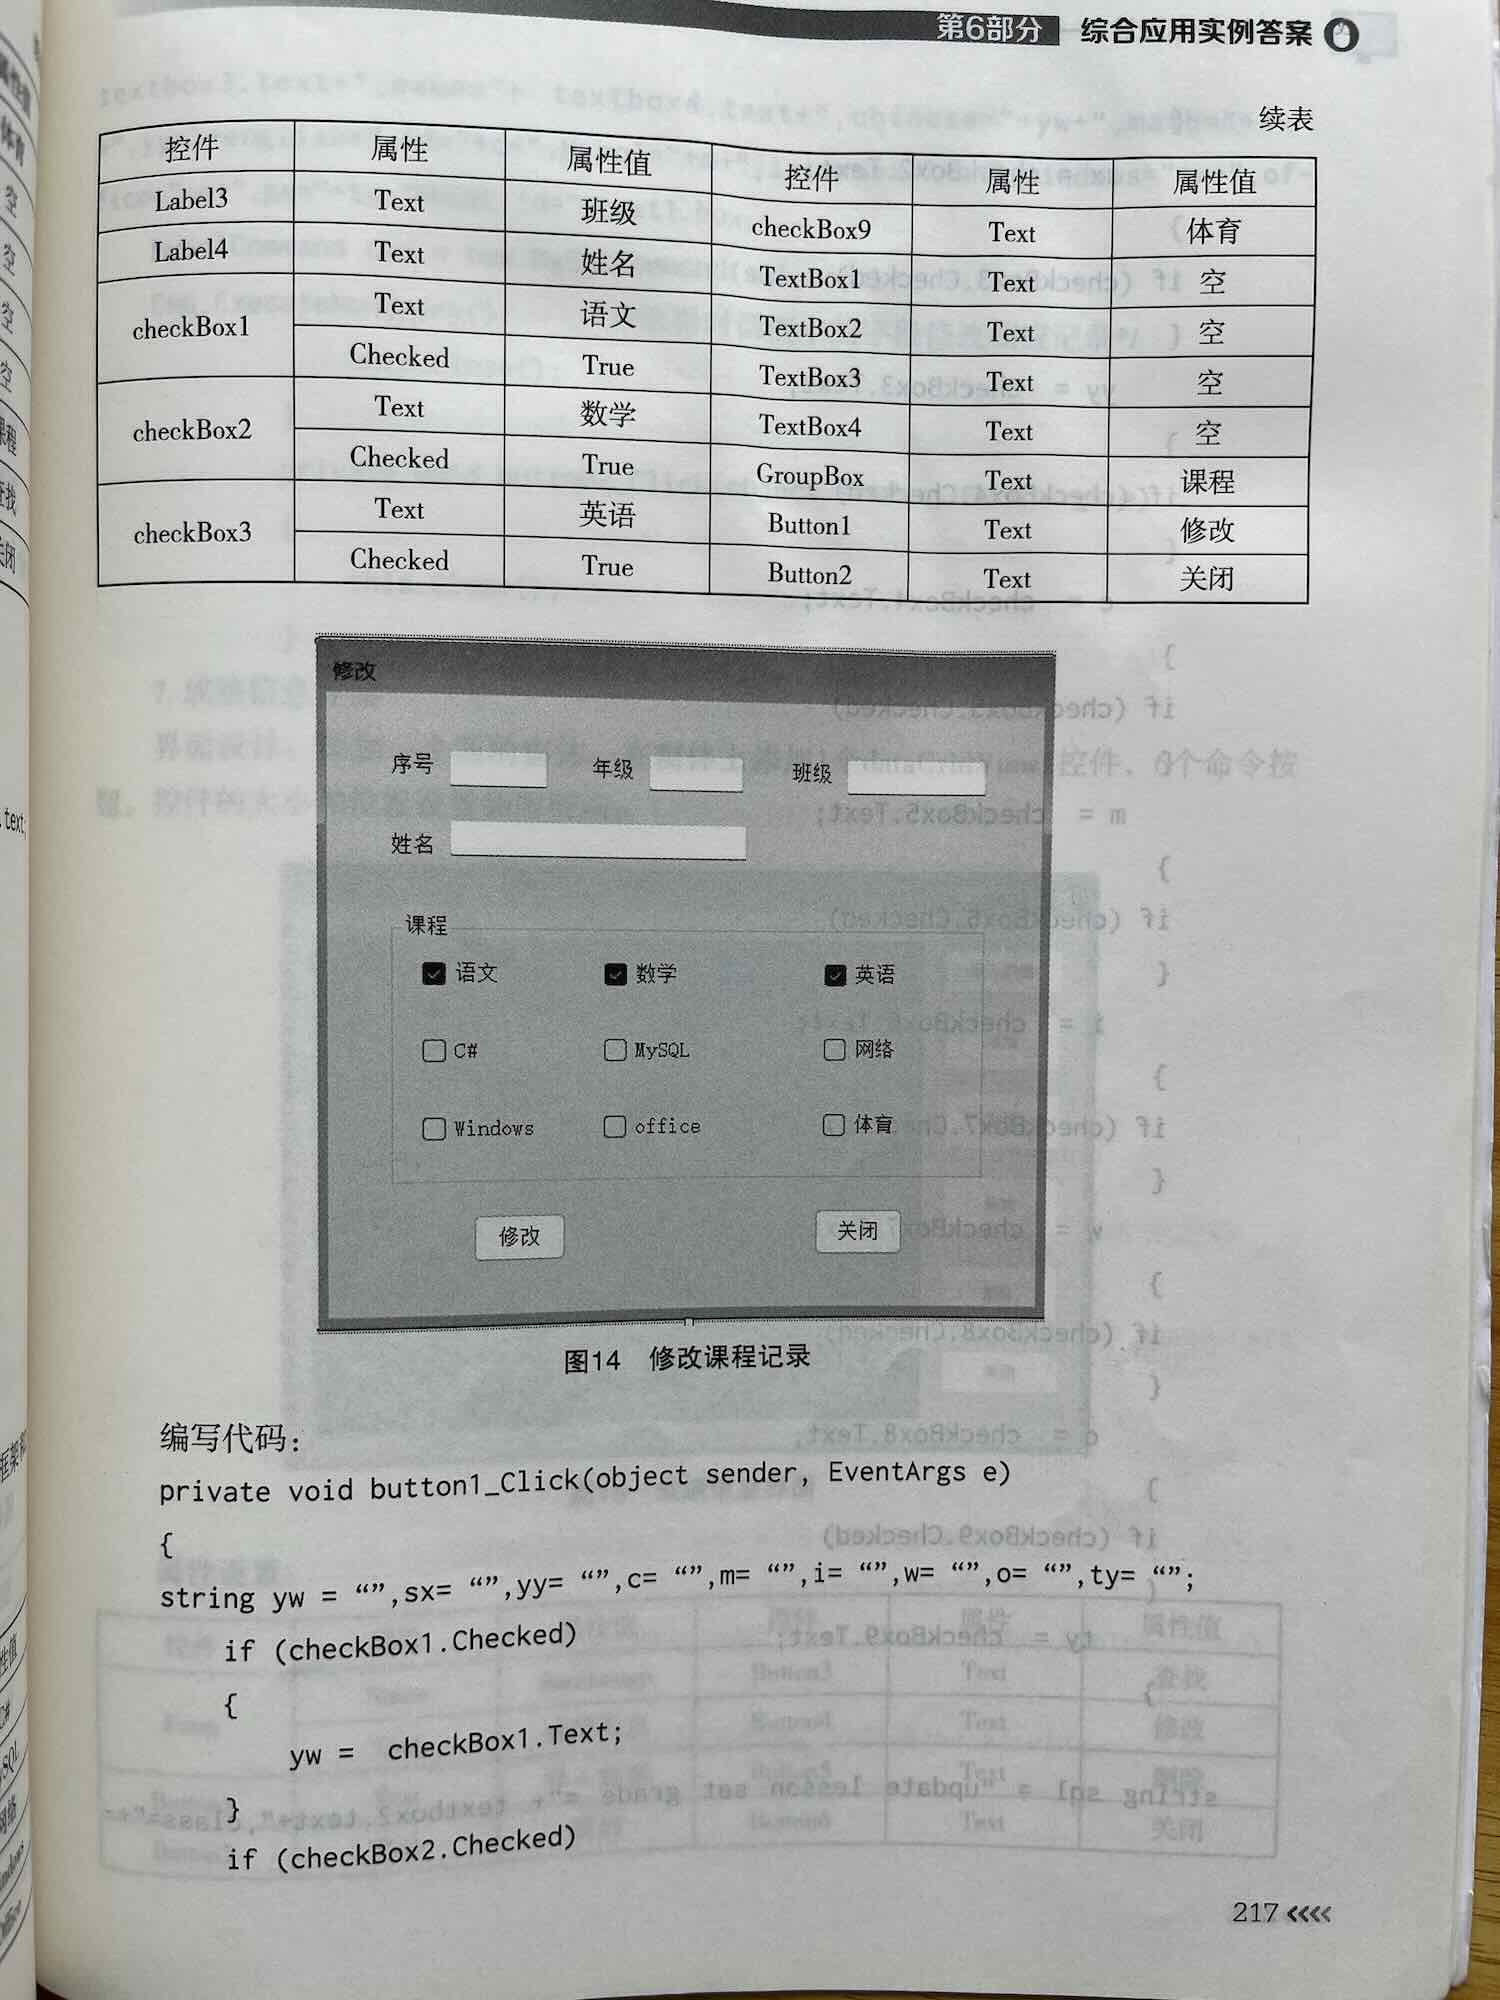 第6部分 综合应用实例答案
续表
控件 属性 属性值 控件 属性 属性值
Label3 Text 班级 checkBox9 Text 体育
Label4 Text 姓名 TextBox1 Text 空
checkBox1 Text 语文 TextBox2 Text 空
Checked True TextBox3 Text 空
checkBox2 Text 数学 TextBox4 Text 空
Checked True GroupBox Text 课程
checkBox3 Text 英语 Button1 Text 修改
Checked True Button2 Text 关闭
修改
序号 年级 班级
姓名
课程
语文 数学 英语
C# MySQL 网络
Windows office 体育
修改 关闭
图14 修改课程记录
编写代码：
private void button1_Click(object sender, EventArgs e)
{
string yw = “”,sx= “”,yy= “”,c= “”,m= “”,i= “”,w= “”,o= “”,ty= “”;
if (checkBox1.Checked)
{
yw = checkBox1.Text;
}
if (checkBox2.Checked)
217 <<<<